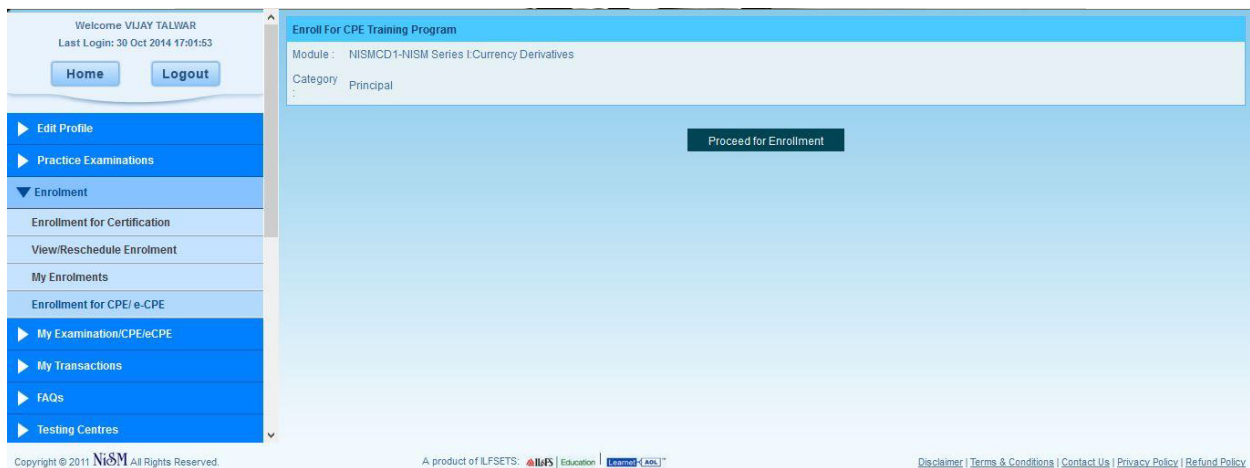 Welcome VIJAY TALWAR
Last Login: 30 Oct 2014 17:01:53
Home Logout
Edit Profile
Practice Examinations
Enrolment
Enrollment for Certification
View/Reschedule Enrolment
My Enrolments
Enrollment for CPE/ e-CPE
My Examination/CPE/eCPE
My Transactions
FAQs
Testing Centres
Enroll For CPE Training Program
Module : NISMCD1-NISM Series I:Currency Derivatives
Category : Principal
Proceed for Enrollment
Copyright © 2011 NiSM All Rights Reserved.
A product of ILFSETS: IL&FS | Education | Learnet-(AOL)™
Disclaimer | Terms & Conditions | Contact Us | Privacy Policy | Refund Policy